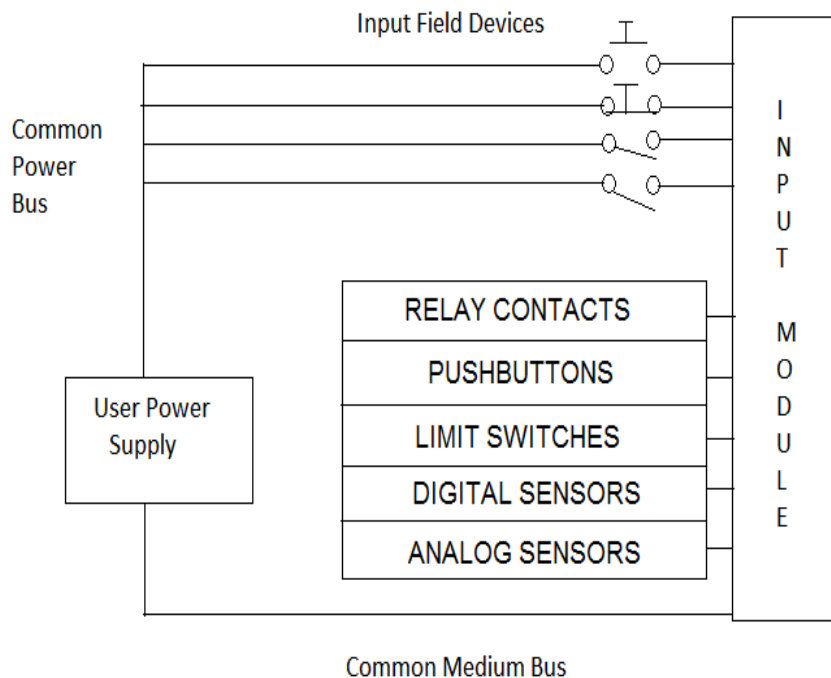 Input Field Devices
Common
Power
Bus
User Power
Supply
RELAY CONTACTS
PUSHBUTTONS
LIMIT SWITCHES
DIGITAL SENSORS
ANALOG SENSORS
I
N
P
U
T
M
O
D
U
L
E
Common Medium Bus